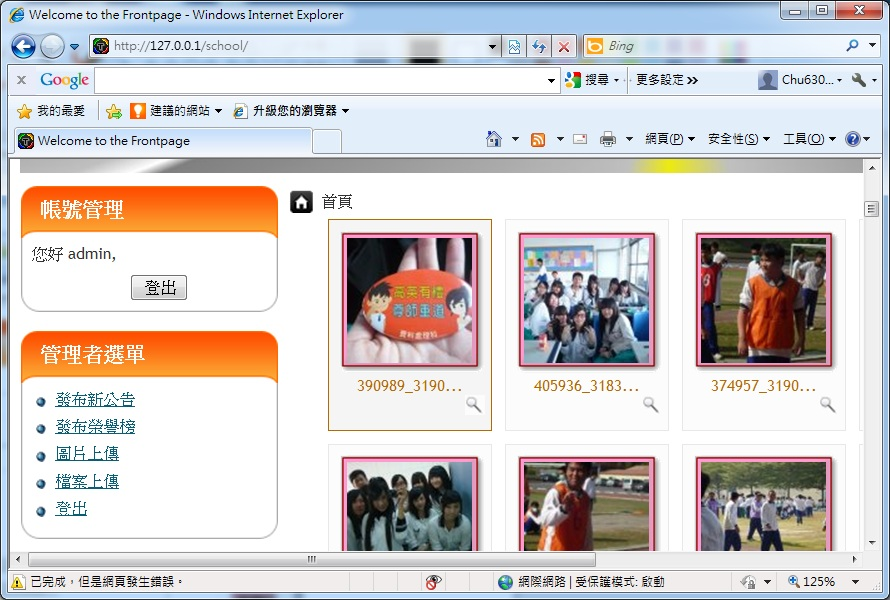 Welcome to the Frontpage - Windows Internet Explorer
http://127.0.0.1/school/
Bing
Google
搜尋
更多設定 »
Chu630...
我的最愛
建議的網站
升級您的瀏覽器
Welcome to the Frontpage
網頁(P)
安全性(S)
工具(O)
帳號管理
您好 admin,
登出
管理者選單
發布新公告
發布榮譽榜
圖片上傳
檔案上傳
登出
首頁
高英有禮
尊師重道
資料處理科
390989_3190...
405936_3183...
374957_3190...
已完成，但是網頁發生錯誤。
網際網路 | 受保護模式: 啟動
125%